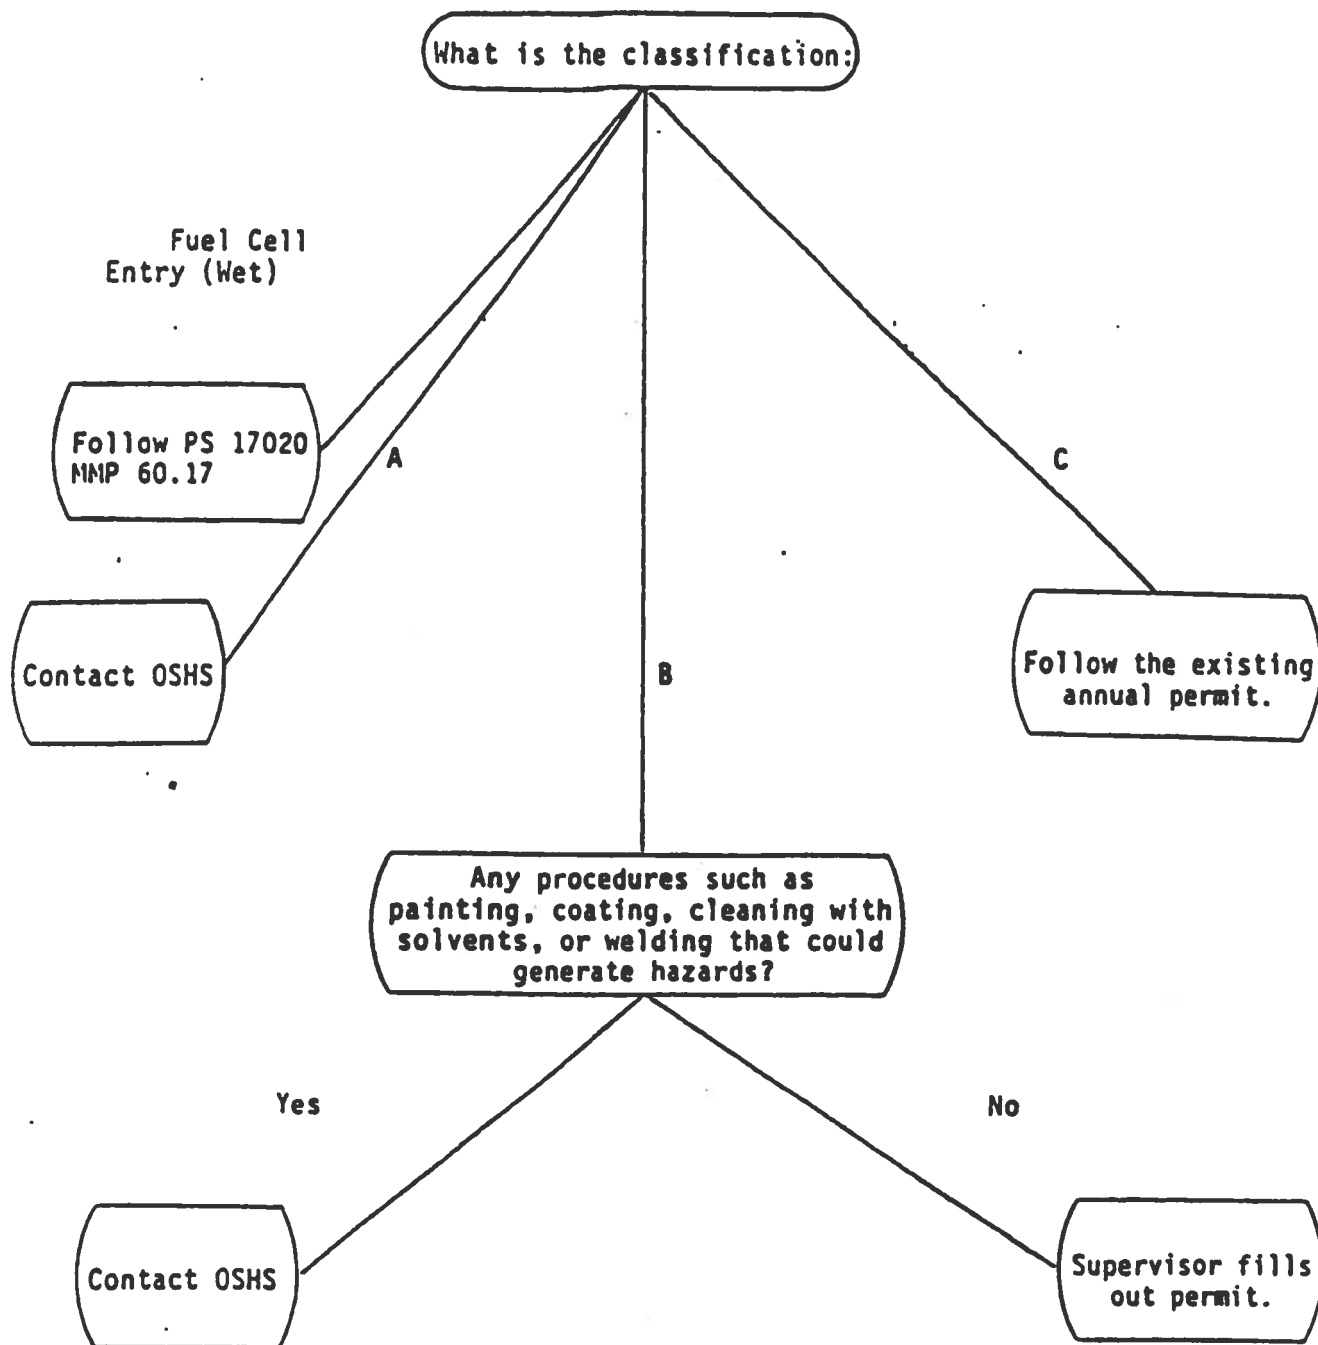 What is the classification:
Fuel Cell
Entry (Wet)
Follow PS 17020
MMP 60.17
A
C
Contact OSHS
B
Follow the existing
annual permit.
Any procedures such as
painting, coating, cleaning with
solvents, or welding that could
generate hazards?
Yes
No
Contact OSHS
Supervisor fills
out permit.